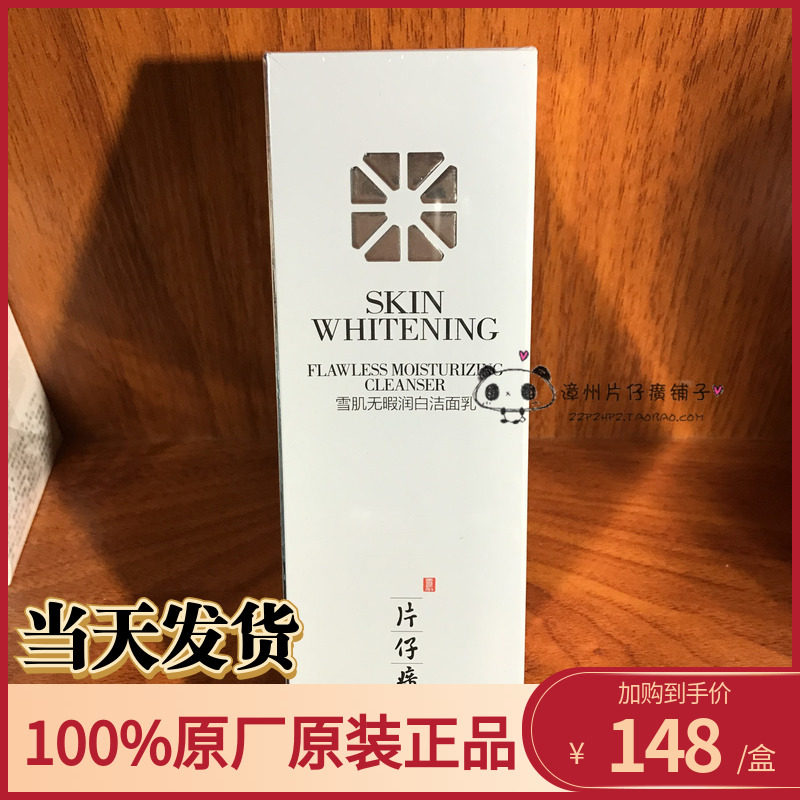 SKIN
WHITENING
FLAWLESS MOISTURIZING
CLEANSER
雪肌无暇润白洁面乳
漳州片仔癀铺子
22P2HP2.TAOBAO.COM
片
仔
癀
当天发货
100%原厂原装正品
加购到手价
￥148/盒